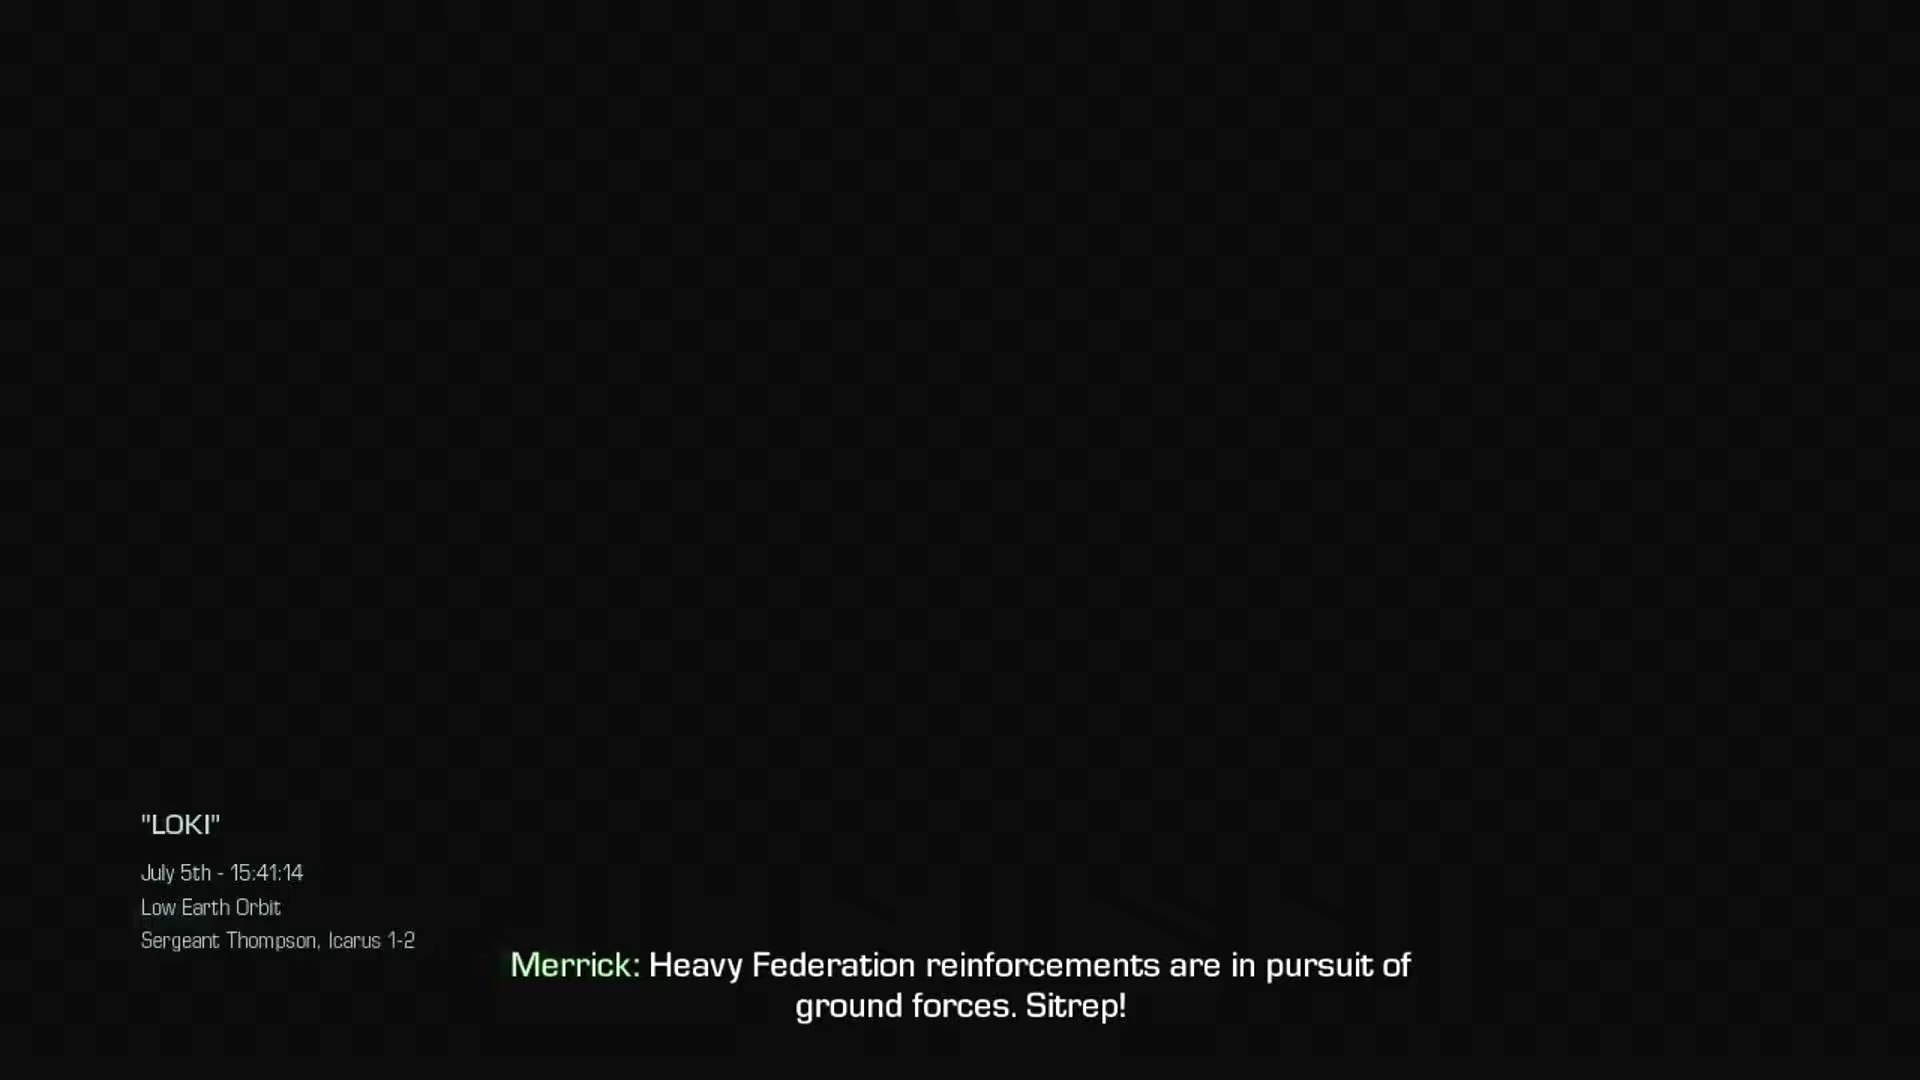 "LOKI"
July 5th - 15:41:14
Low Earth Orbit
Sergeant Thompson, Icarus 1-2
Merrick: Heavy Federation reinforcements are in pursuit of
ground forces. Sitrep!